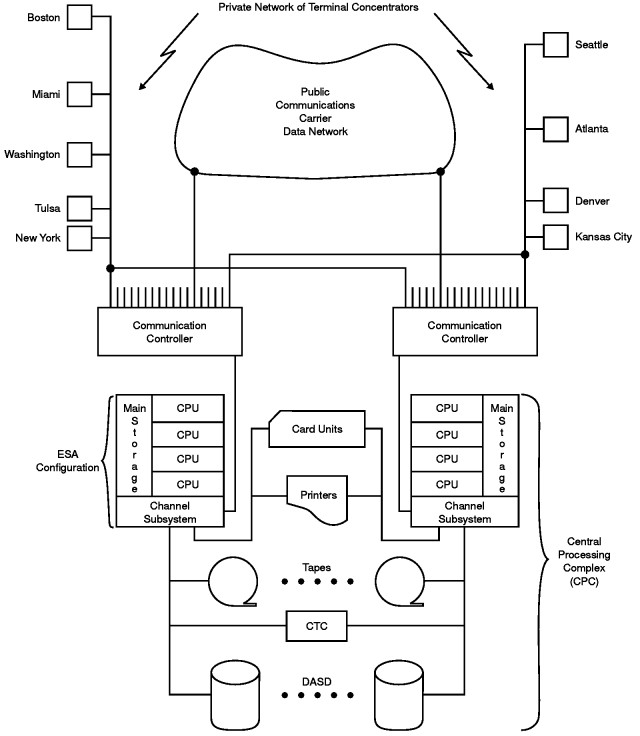 Private Network of Terminal Concentrators
Boston
Miami
Washington
Tulsa
New York
Seattle
Atlanta
Denver
Kansas City
Public
Communications
Carrier
Data Network
Communication
Controller
Communication
Controller
ESA
Configuration
Main
S
t
o
r
a
g
e
CPU
CPU
CPU
CPU
Channel
Subsystem
Card Units
Printers
CPU
CPU
CPU
CPU
Main
S
t
o
r
a
g
e
Channel
Subsystem
Central
Processing
Complex
(CPC)
Tapes
CTC
DASD